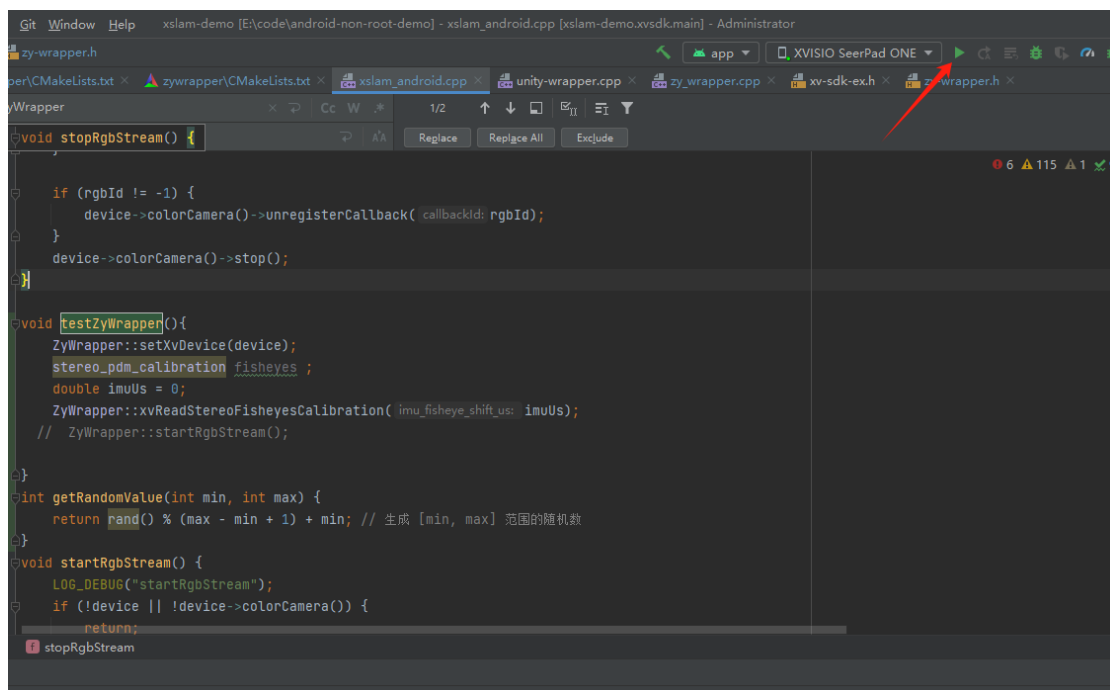 Git Window Help xslam-demo [E:\code\android-non-root-demo] - xslam_android.cpp [xslam-demo.xvsdk.main] - Administrator
zy-wrapper.h app XVISIO SeerPad ONE
per\CMakeLists.txt zywrapper\CMakeLists.txt xslam_android.cpp unity-wrapper.cpp zy_wrapper.cpp xv-sdk-ex.h zy-wrapper.h
yWrapper Cc W .* 1/2
void stopRgbStream() { Replace Replace All Exclude
} 6 115 1
if (rgbId != -1) {
device->colorCamera()->unregisterCallback( callbackId: rgbId);
}
device->colorCamera()->stop();
}
void testZyWrapper(){
ZyWrapper::setXvDevice(device);
stereo_pdm_calibration fisheyes ;
double imuUs = 0;
ZyWrapper::xvReadStereoFisheyesCalibration( imu_fisheye_shift_us: imuUs);
// ZyWrapper::startRgbStream();
}
int getRandomValue(int min, int max) {
return rand() % (max - min + 1) + min; // 生成 [min, max] 范围的随机数
}
void startRgbStream() {
LOG_DEBUG("startRgbStream");
if (!device || !device->colorCamera()) {
return;
f stopRgbStream